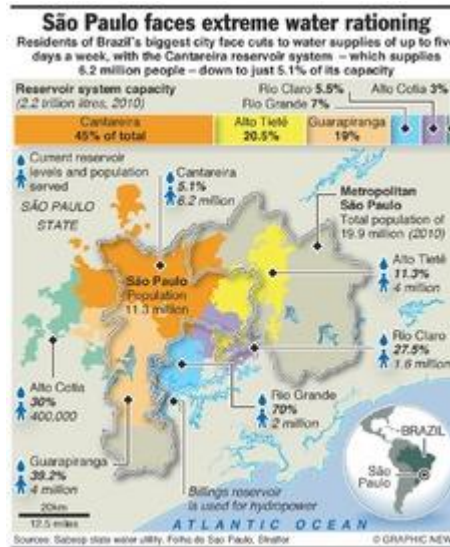 São Paulo faces extreme water rationing
Residents of Brazil's biggest city face cuts to water supplies of up to five
days a week, with the Cantareira reservoir system – which supplies
6.2 million people – down to just 5.1% of its capacity
Reservoir system capacity
(2.2 trillion litres, 2010)
Rio Claro 5.5%
Alto Cotia 3%
Rio Grande 7%
Cantareira
45% of total
Alto Tietê
20.5%
Guarapiranga
19%
Current reservoir
levels and population
served
SÃO PAULO
STATE
Cantareira
5.1%
6.2 million
Metropolitan
São Paulo
Total population of
19.9 million (2010)
São Paulo
Population
11.3 million
Alto Tietê
11.3%
4 million
Rio Claro
27.5%
1.6 million
Alto Cotia
30%
400,000
Rio Grande
70%
2 million
Guarapiranga
39.2%
4 million
Billings reservoir
is used for hydropower
BRAZIL
São
Paulo
20km
12.5 miles
ATLANTIC OCEAN
Sources: Sabesp state water utility, Folha de Sao Paulo, Stratfor
© GRAPHIC NEW